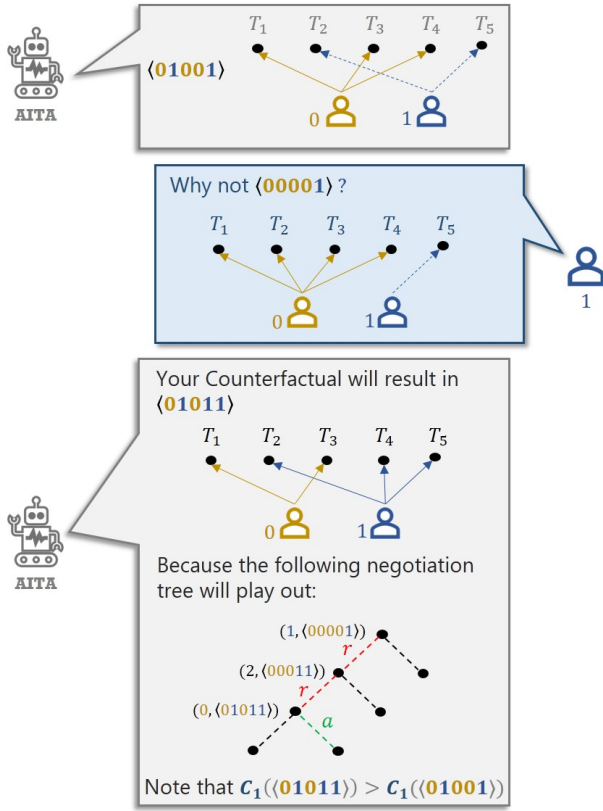 T₁ T₂ T₃ T₄ T₅
⟨01001⟩
AITA
0 1
Why not ⟨00001⟩ ?
T₁ T₂ T₃ T₄ T₅
0 1
1
Your Counterfactual will result in
⟨01011⟩
T₁ T₂ T₃ T₄ T₅
0 1
AITA
Because the following negotiation
tree will play out:
(1, ⟨00001⟩)
r
(2, ⟨00011⟩)
r
(0, ⟨01011⟩)
a
Note that C₁(⟨01011⟩) > C₁(⟨01001⟩)